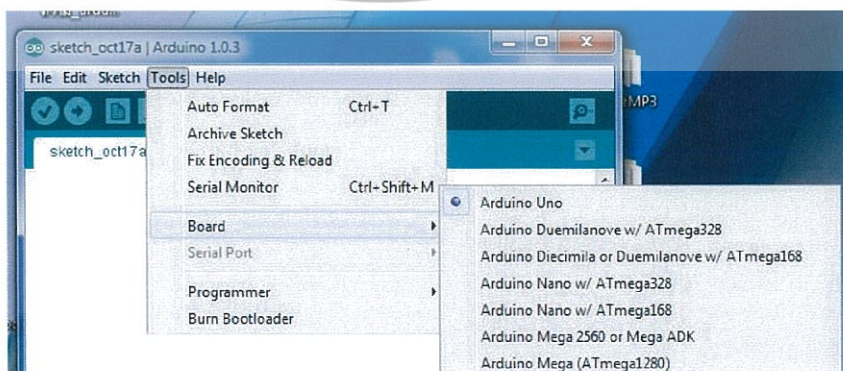 sketch_oct17a | Arduino 1.0.3
File Edit Sketch Tools Help
MP3
sketch_oct17a
Auto Format Ctrl+T
Archive Sketch
Fix Encoding & Reload
Serial Monitor Ctrl+Shift+M
Board
Serial Port
Programmer
Burn Bootloader
Arduino Uno
Arduino Duemilanove w/ ATmega328
Arduino Diecimila or Duemilanove w/ ATmega168
Arduino Nano w/ ATmega328
Arduino Nano w/ ATmega168
Arduino Mega 2560 or Mega ADK
Arduino Mega (ATmega1280)